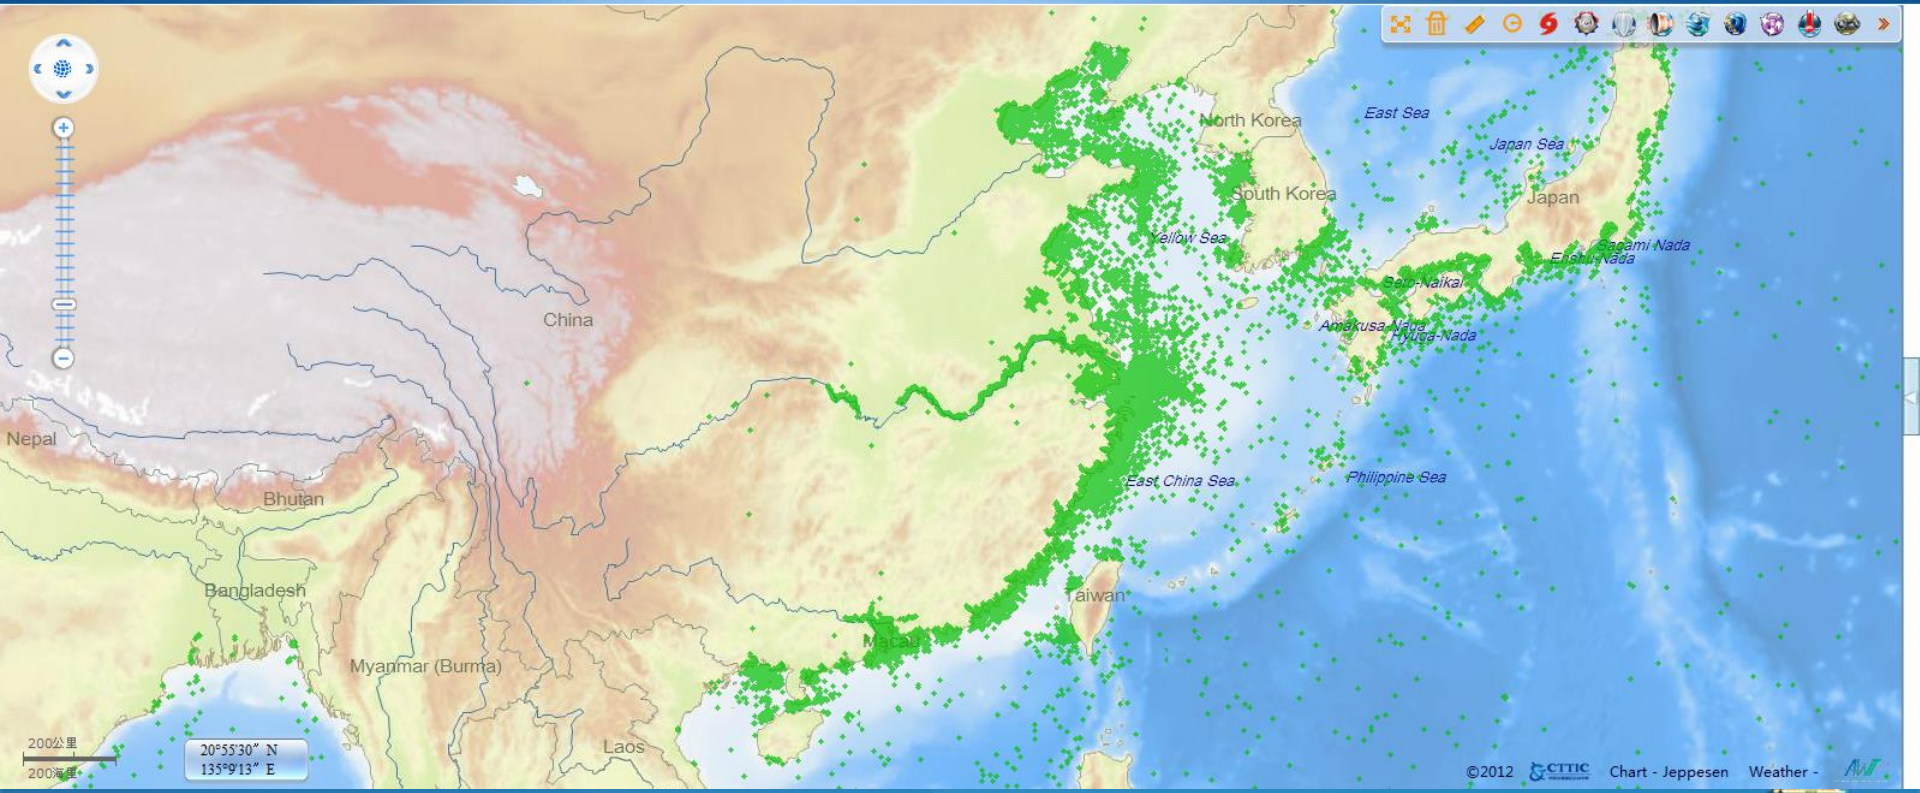 North Korea
East Sea
Japan Sea
South Korea
Japan
Yellow Sea
Sagami Nada
Enshu-Nada
Seto-Naikai
China
Amakusa-Nada
Hyuga-Nada
Nepal
East China Sea
Philippine Sea
Bhutan
Bangladesh
Taiwan
Macau
Myanmar (Burma)
Laos
200公里
200海里
20°55'30" N
135°9'13" E
©2012 CTTIC Chart - Jeppesen Weather - AWT